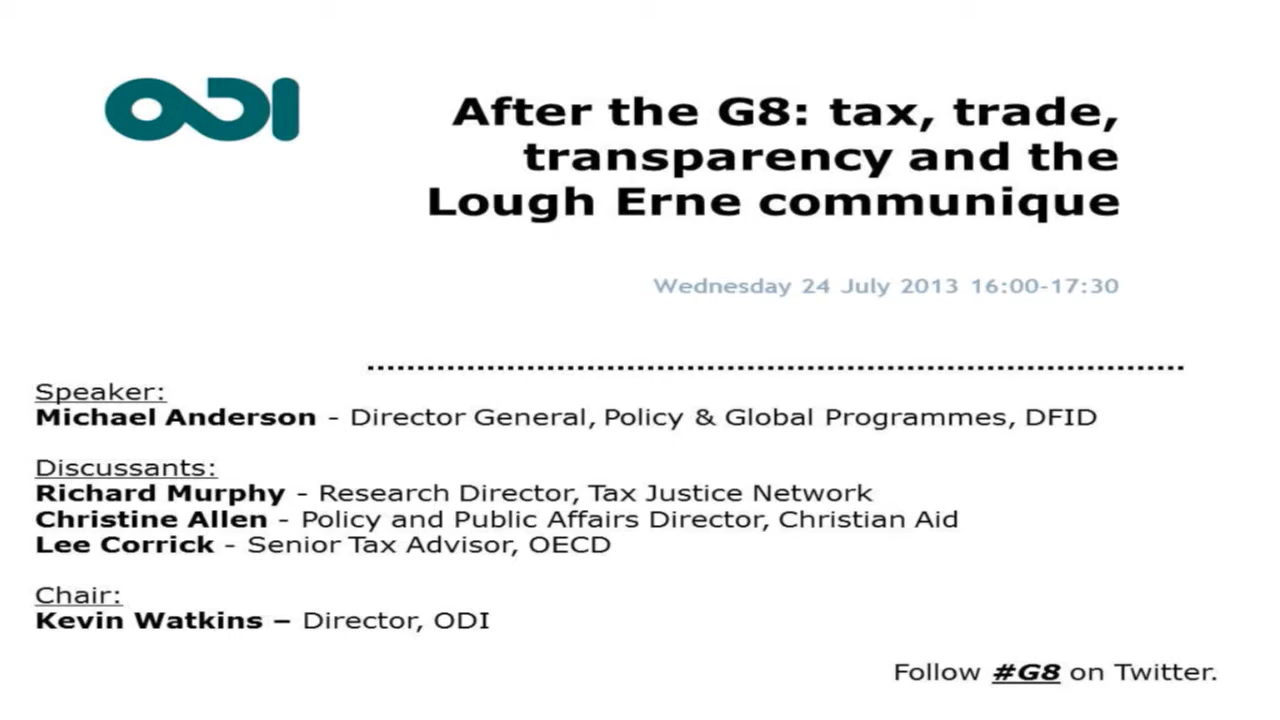 ODI
After the G8: tax, trade,
transparency and the
Lough Erne communique
Wednesday 24 July 2013 16:00-17:30
Speaker:
Michael Anderson - Director General, Policy & Global Programmes, DFID
Discussants:
Richard Murphy - Research Director, Tax Justice Network
Christine Allen - Policy and Public Affairs Director, Christian Aid
Lee Corrick - Senior Tax Advisor, OECD
Chair:
Kevin Watkins – Director, ODI
Follow #G8 on Twitter.